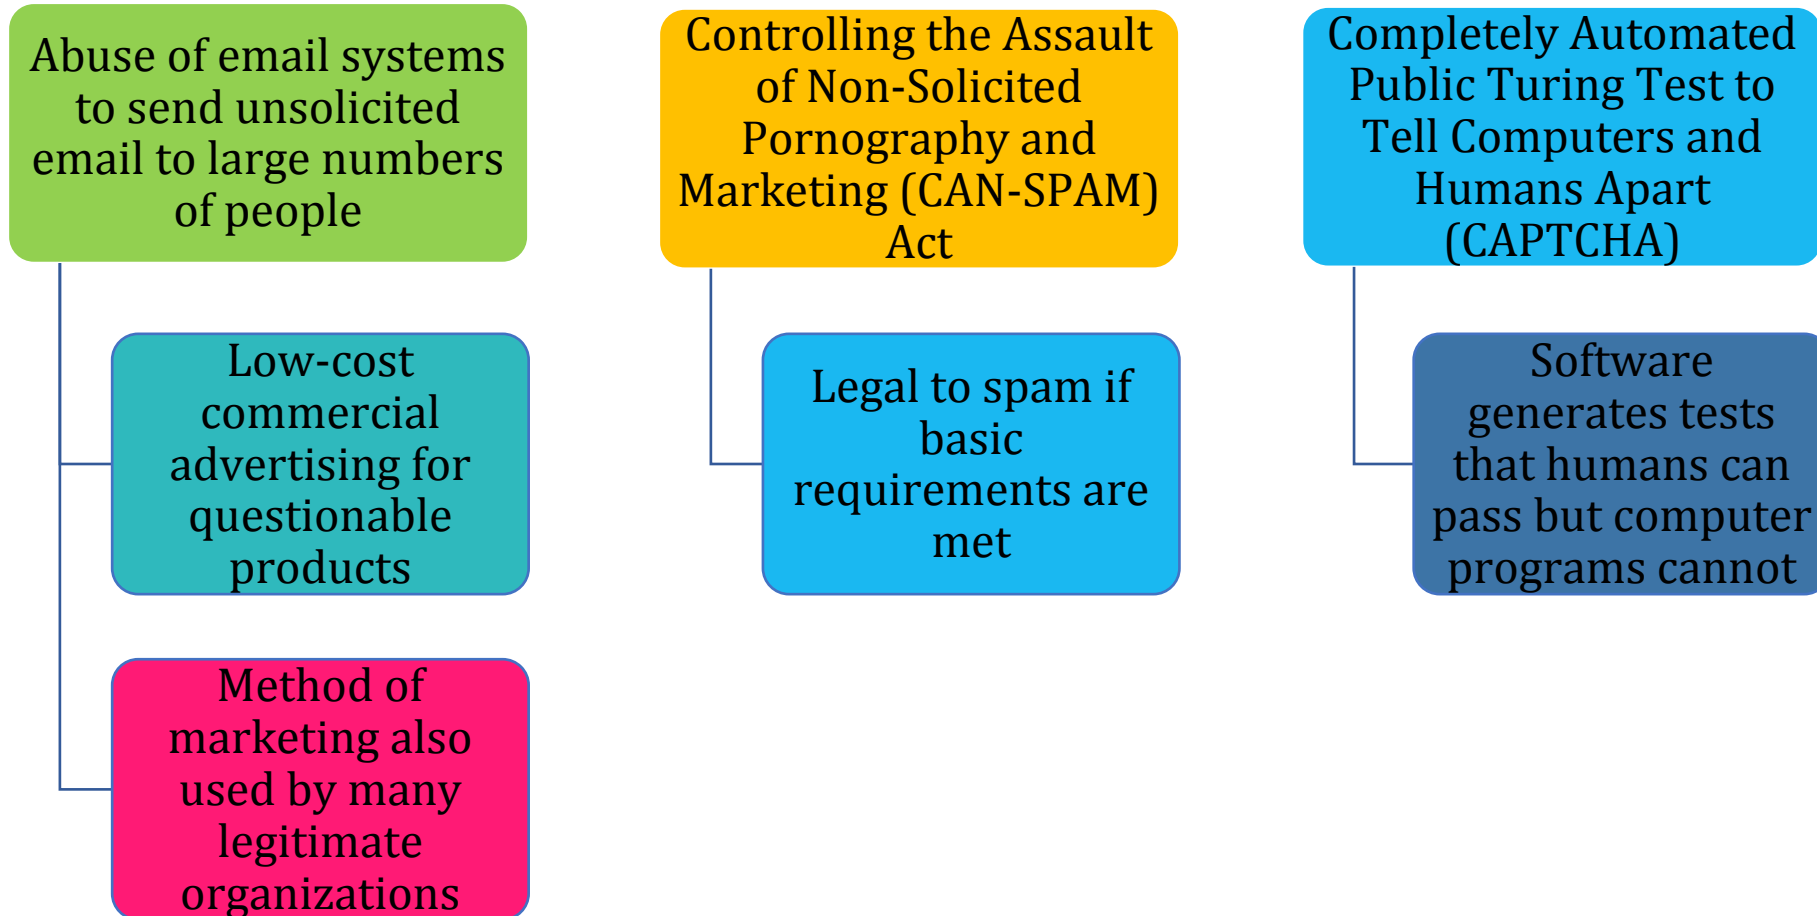 Abuse of email systems
to send unsolicited
email to large numbers
of people
Low-cost
commercial
advertising for
questionable
products
Method of
marketing also
used by many
legitimate
organizations
Controlling the Assault
of Non-Solicited
Pornography and
Marketing (CAN-SPAM)
Act
Legal to spam if
basic
requirements are
met
Completely Automated
Public Turing Test to
Tell Computers and
Humans Apart
(CAPTCHA)
Software
generates tests
that humans can
pass but computer
programs cannot